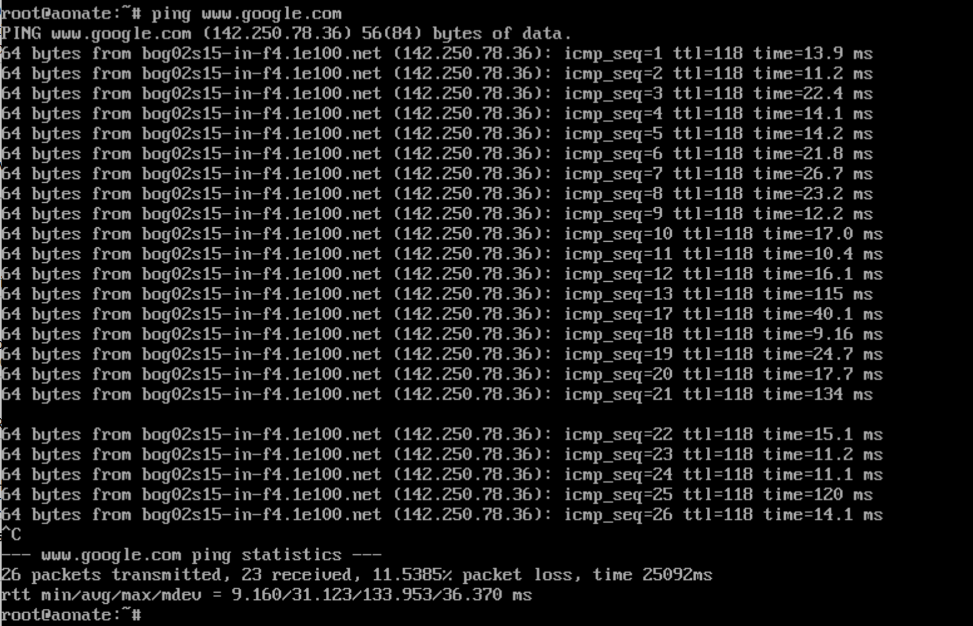 root@aonate:~# ping www.google.com
PING www.google.com (142.250.78.36) 56(84) bytes of data.
64 bytes from bog02s15-in-f4.1e100.net (142.250.78.36): icmp_seq=1 ttl=118 time=13.9 ms
64 bytes from bog02s15-in-f4.1e100.net (142.250.78.36): icmp_seq=2 ttl=118 time=11.2 ms
64 bytes from bog02s15-in-f4.1e100.net (142.250.78.36): icmp_seq=3 ttl=118 time=22.4 ms
64 bytes from bog02s15-in-f4.1e100.net (142.250.78.36): icmp_seq=4 ttl=118 time=14.1 ms
64 bytes from bog02s15-in-f4.1e100.net (142.250.78.36): icmp_seq=5 ttl=118 time=14.2 ms
64 bytes from bog02s15-in-f4.1e100.net (142.250.78.36): icmp_seq=6 ttl=118 time=21.8 ms
64 bytes from bog02s15-in-f4.1e100.net (142.250.78.36): icmp_seq=7 ttl=118 time=26.7 ms
64 bytes from bog02s15-in-f4.1e100.net (142.250.78.36): icmp_seq=8 ttl=118 time=23.2 ms
64 bytes from bog02s15-in-f4.1e100.net (142.250.78.36): icmp_seq=9 ttl=118 time=12.2 ms
64 bytes from bog02s15-in-f4.1e100.net (142.250.78.36): icmp_seq=10 ttl=118 time=17.0 ms
64 bytes from bog02s15-in-f4.1e100.net (142.250.78.36): icmp_seq=11 ttl=118 time=10.4 ms
64 bytes from bog02s15-in-f4.1e100.net (142.250.78.36): icmp_seq=12 ttl=118 time=16.1 ms
64 bytes from bog02s15-in-f4.1e100.net (142.250.78.36): icmp_seq=13 ttl=118 time=115 ms
64 bytes from bog02s15-in-f4.1e100.net (142.250.78.36): icmp_seq=17 ttl=118 time=40.1 ms
64 bytes from bog02s15-in-f4.1e100.net (142.250.78.36): icmp_seq=18 ttl=118 time=9.16 ms
64 bytes from bog02s15-in-f4.1e100.net (142.250.78.36): icmp_seq=19 ttl=118 time=24.7 ms
64 bytes from bog02s15-in-f4.1e100.net (142.250.78.36): icmp_seq=20 ttl=118 time=17.7 ms
64 bytes from bog02s15-in-f4.1e100.net (142.250.78.36): icmp_seq=21 ttl=118 time=134 ms

64 bytes from bog02s15-in-f4.1e100.net (142.250.78.36): icmp_seq=22 ttl=118 time=15.1 ms
64 bytes from bog02s15-in-f4.1e100.net (142.250.78.36): icmp_seq=23 ttl=118 time=11.2 ms
64 bytes from bog02s15-in-f4.1e100.net (142.250.78.36): icmp_seq=24 ttl=118 time=11.1 ms
64 bytes from bog02s15-in-f4.1e100.net (142.250.78.36): icmp_seq=25 ttl=118 time=120 ms
64 bytes from bog02s15-in-f4.1e100.net (142.250.78.36): icmp_seq=26 ttl=118 time=14.1 ms
^C
--- www.google.com ping statistics ---
26 packets transmitted, 23 received, 11.5385% packet loss, time 25092ms
rtt min/avg/max/mdev = 9.160/31.123/133.953/36.370 ms
root@aonate:~#